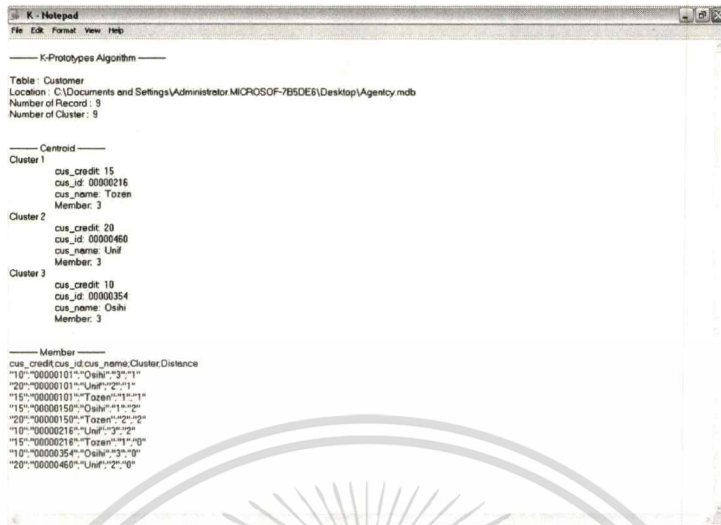 K - Notepad
File Edit Format View Help
——— K-Prototypes Algorithm ———
Table : Customer
Location : C:\Documents and Settings\Administrator.MICROSOF-7B5DE6\Desktop\Agentcy.mdb
Number of Record : 9
Number of Cluster : 9
——— Centroid ———
Cluster 1
cus_credit: 15
cus_id: 00000216
cus_name: Tozen
Member: 3
Cluster 2
cus_credit: 20
cus_id: 00000460
cus_name: Unif
Member: 3
Cluster 3
cus_credit: 10
cus_id: 00000354
cus_name: Osihi
Member: 3
——— Member ———
cus_credit;cus_id;cus_name;Cluster;Distance
"10";"00000101";"Osihi";"3";"1"
"20";"00000101";"Unif";"2";"1"
"15";"00000101";"Tozen";"1";"1"
"15";"00000150";"Osihi";"1";"2"
"20";"00000150";"Tozen";"2";"2"
"10";"00000216";"Unif";"3";"2"
"15";"00000216";"Tozen";"1";"0"
"10";"00000354";"Osihi";"3";"0"
"20";"00000460";"Unif";"2";"0"